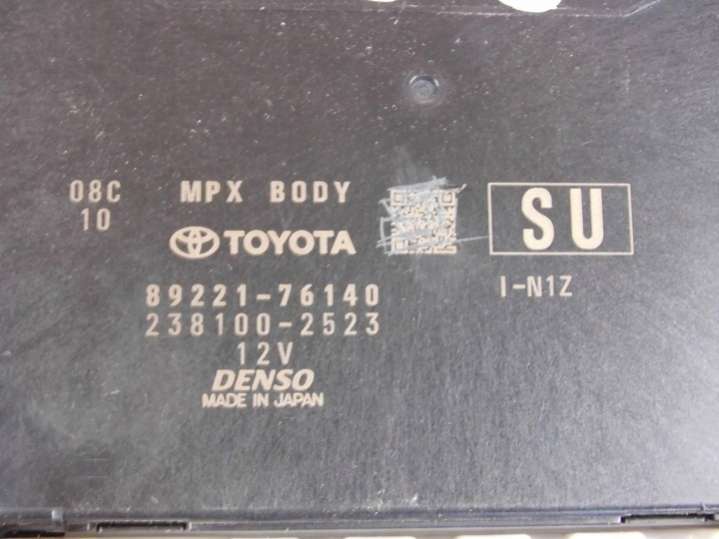 08C
10
MPX BODY
TOYOTA
89221-76140
238100-2523
12V
DENSO
MADE IN JAPAN
SU
I-N1Z